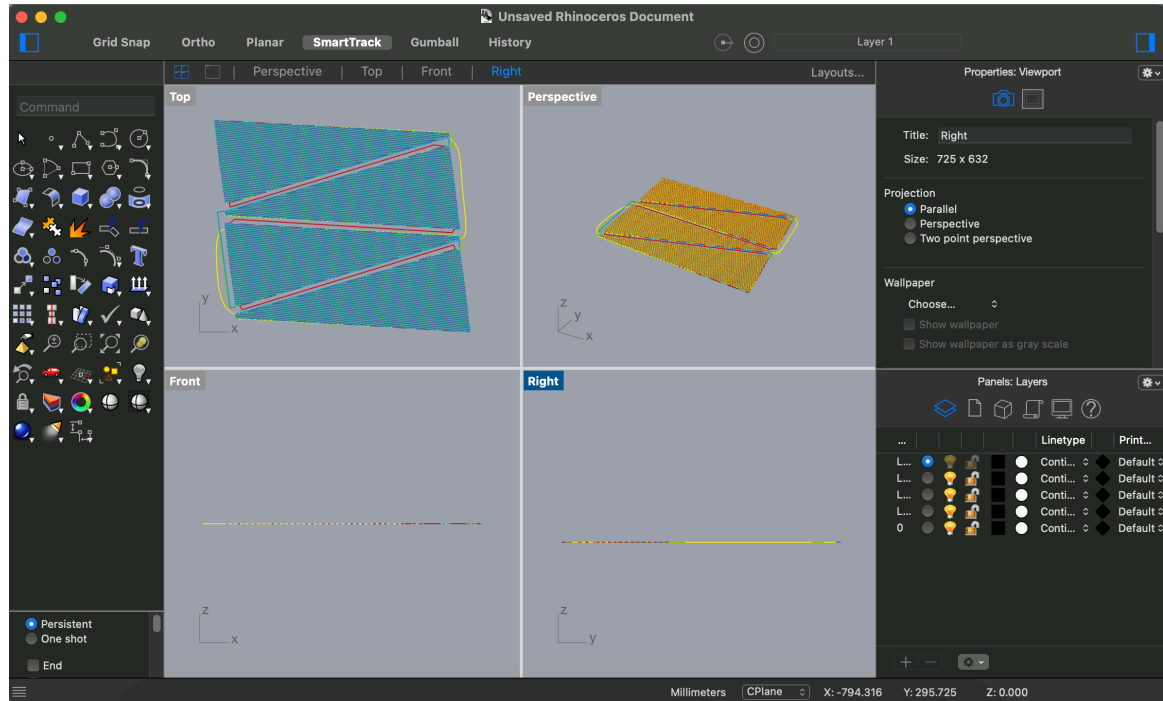 Unsaved Rhinoceros Document
Grid Snap Ortho Planar SmartTrack Gumball History Layer 1
Perspective Top Front Right Layouts...
Properties: Viewport
Command
Top
Perspective
Title: Right
Size: 725 x 632
Projection
Parallel
Perspective
Two point perspective
Wallpaper
Choose...
Show wallpaper
Show wallpaper as gray scale
y
x
z
y
x
Front
Right
Panels: Layers
... Linetype Print...
L... Conti... Default
L... Conti... Default
L... Conti... Default
L... Conti... Default
0 Conti... Default
z
x
z
y
Persistent
One shot
End
Millimeters CPlane X: -794.316 Y: 295.725 Z: 0.000